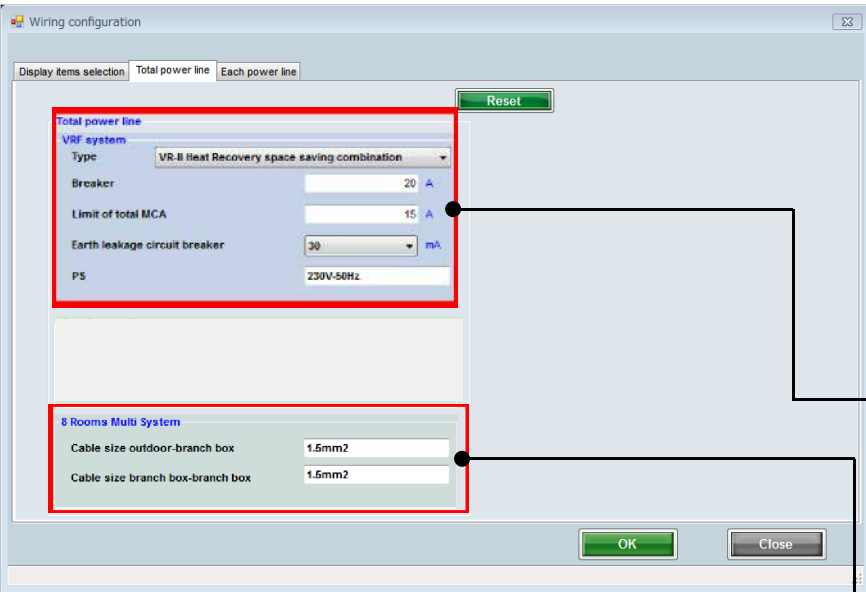 Wiring configuration
Display items selection Total power line Each power line
Reset
Total power line
VRF system
Type VR-II Heat Recovery space saving combination
Breaker 20 A
Limit of total MCA 15 A
Earth leakage circuit breaker 30 mA
PS 230V-50Hz
8 Rooms Multi System
Cable size outdoor-branch box 1.5mm2
Cable size branch box-branch box 1.5mm2
OK Close